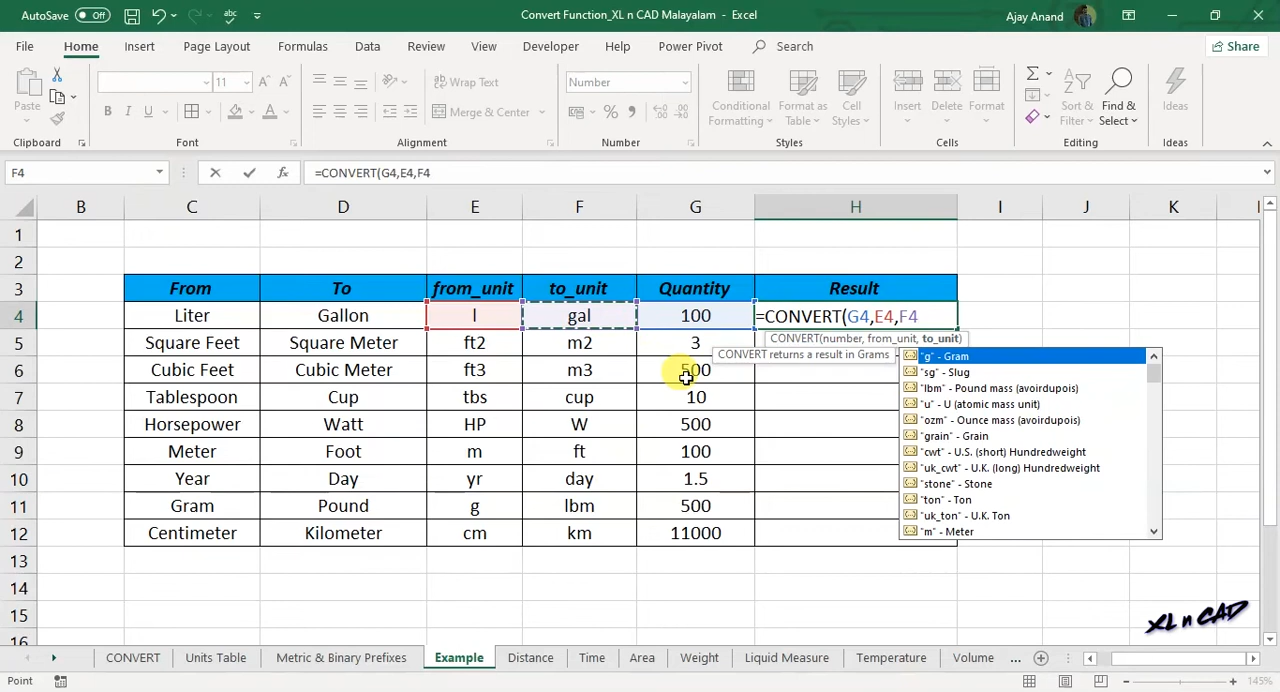 AutoSave Off abc Convert Function_XL n CAD Malayalam - Excel Ajay Anand
File Home Insert Page Layout Formulas Data Review View Developer Help Power Pivot Search Share
Paste 11 A A Wrap Text Number Conditional Formatting Format as Table Cell Styles Insert Delete Format Sort & Filter Find & Select Ideas
B I U A Merge & Center % ,
Clipboard Font Alignment Number Styles Cells Editing Ideas
F4 fx =CONVERT(G4,E4,F4
B C D E F G H I J K
1
2
3 From To from_unit to_unit Quantity Result
4 Liter Gallon l gal 100 =CONVERT(G4,E4,F4
CONVERT(number, from_unit, to_unit)
5 Square Feet Square Meter ft2 m2 3
CONVERT returns a result in Grams
"g" - Gram
6 Cubic Feet Cubic Meter ft3 m3 500
"sg" - Slug
"lbm" - Pound mass (avoirdupois)
7 Tablespoon Cup tbs cup 10
"u" - U (atomic mass unit)
"ozm" - Ounce mass (avoirdupois)
8 Horsepower Watt HP W 500
"grain" - Grain
9 Meter Foot m ft 100
"cwt" - U.S. (short) Hundredweight
"uk_cwt" - U.K. (long) Hundredweight
10 Year Day yr day 1.5
"stone" - Stone
"ton" - Ton
11 Gram Pound g lbm 500
"uk_ton" - U.K. Ton
12 Centimeter Kilometer cm km 11000
"m" - Meter
13
14
15
16
XL n CAD
CONVERT Units Table Metric & Binary Prefixes Example Distance Time Area Weight Liquid Measure Temperature Volume ...
Point 145%